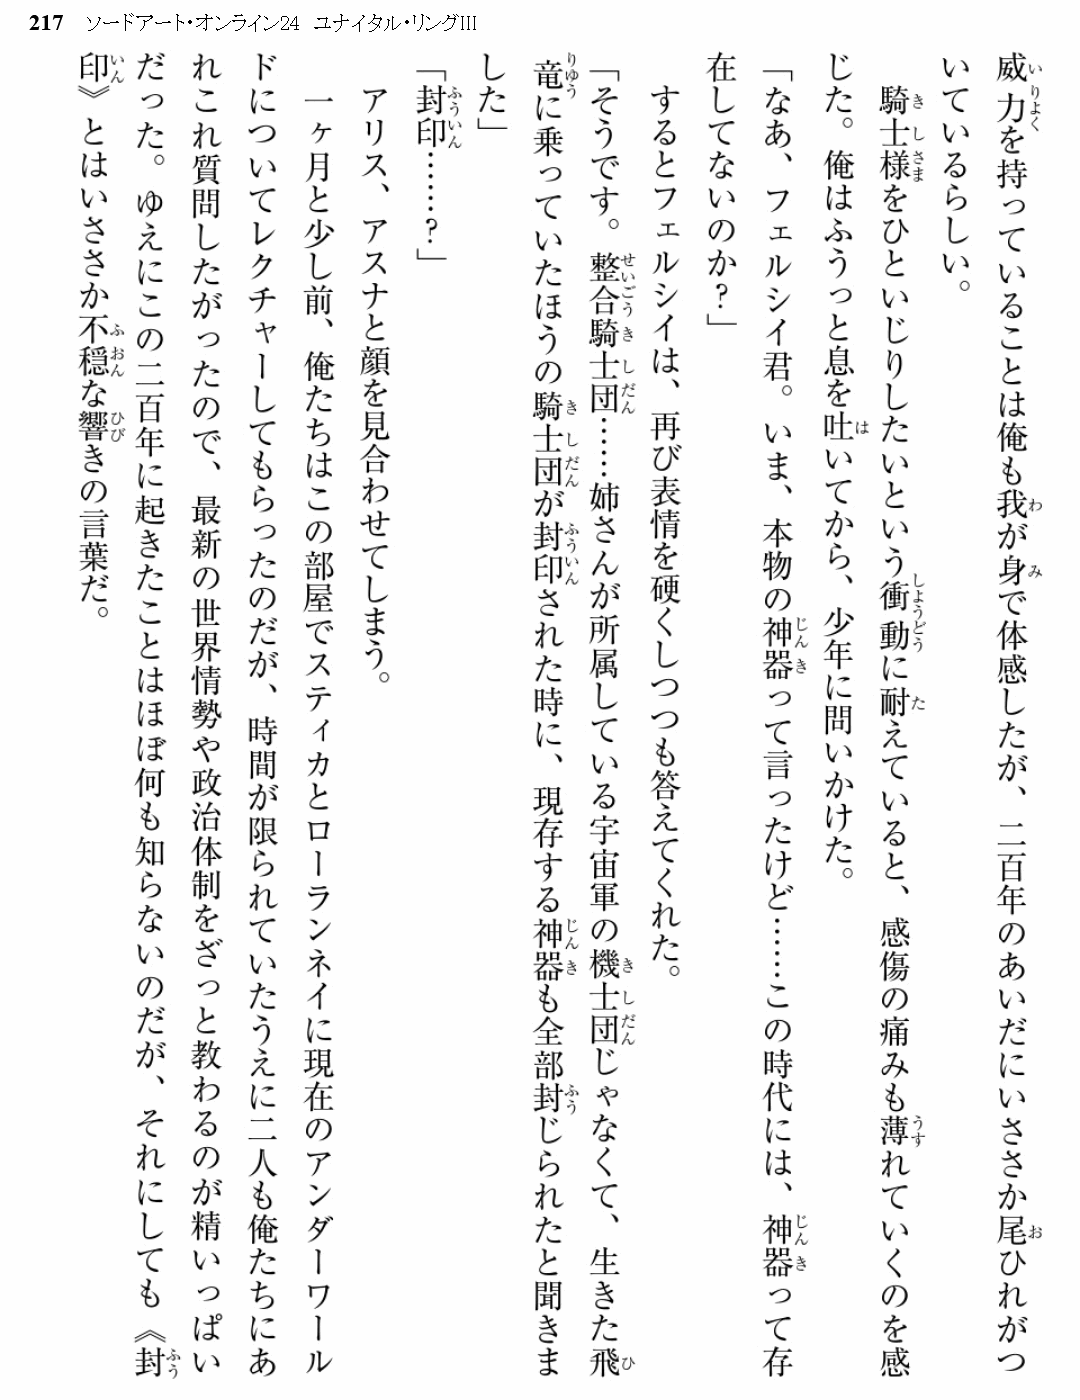 217 ソードアート・オンライン24 ユナイタル・リングIII
威力を持っていることは俺も我が身で体感したが、二百年のあいだにいささか尾ひれがつ
いているらしい。
騎士様をひといじりしたいという衝動に耐えていると、感傷の痛みも薄れていくのを感
じた。俺はふうっと息を吐いてから、少年に問いかけた。
「なあ、フェルシイ君。いま、本物の神器って言ったけど……この時代には、神器って存
在してないのか?」
するとフェルシイは、再び表情を硬くしつつも答えてくれた。
「そうです。整合騎士団……姉さんが所属している宇宙軍の機士団じゃなくて、生きた飛
竜に乗っていたほうの騎士団が封印された時に、現存する神器も全部封じられたと聞きま
した」
「封印……?」
アリス、アスナと顔を見合わせてしまう。
一ヶ月と少し前、俺たちはこの部屋でスティカとローランネイに現在のアンダーワール
ドについてレクチャーしてもらったのだが、時間が限られていたうえに二人も俺たちにあ
れこれ質問したがったので、最新の世界情勢や政治体制をざっと教わるのが精いっぱい
だった。ゆえにこの二百年に起きたことはほぼ何も知らないのだが、それにしても《封
印》とはいささか不穏な響きの言葉だ。